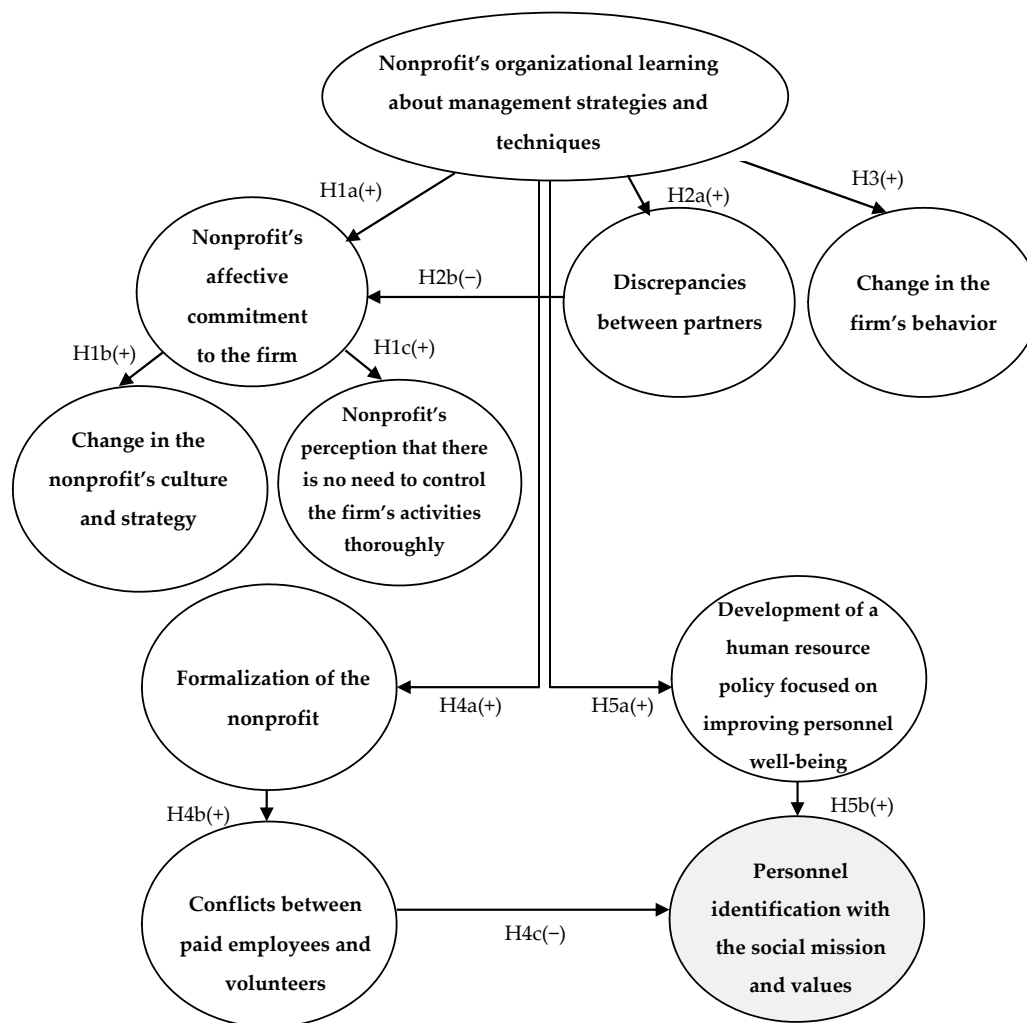 Nonprofit's organizational learning
about management strategies and
techniques
H1a(+)
H2a(+)
H3(+)
Nonprofit's
affective
commitment
to the firm
H2b(−)
Discrepancies
between partners
Change in the
firm's behavior
H1b(+)
H1c(+)
Change in the
nonprofit's culture
and strategy
Nonprofit's
perception that there
is no need to control
the firm's activities
thoroughly
Formalization of the
nonprofit
H4a(+)
H5a(+)
Development of a
human resource
policy focused on
improving personnel
well-being
H4b(+)
H5b(+)
Conflicts between
paid employees and
volunteers
H4c(−)
Personnel
identification with
the social mission
and values